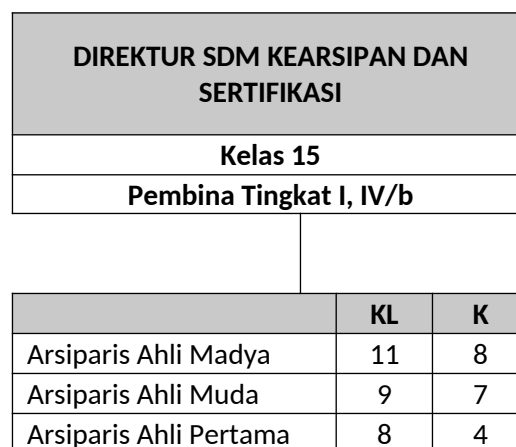 DIREKTUR SDM KEARSIPAN DAN
SERTIFIKASI
Kelas 15
Pembina Tingkat I, IV/b
KL K
Arsiparis Ahli Madya 11 8
Arsiparis Ahli Muda 9 7
Arsiparis Ahli Pertama 8 4